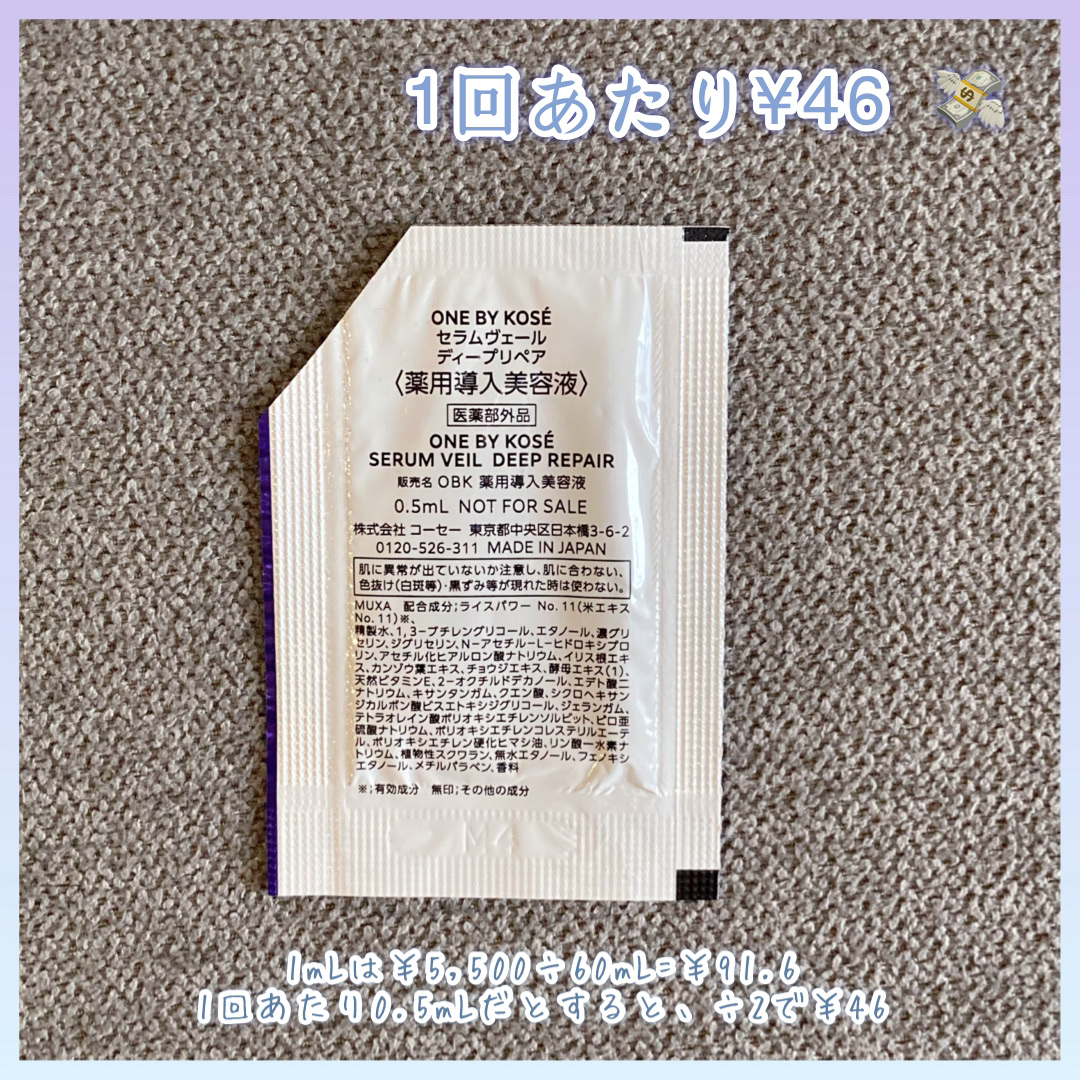 1回あたり¥46
ONE BY KOSÉ
セラムヴェール
ディープリペア
〈薬用導入美容液〉
医薬部外品
ONE BY KOSÉ
SERUM VEIL DEEP REPAIR
販売名 OBK 薬用導入美容液
0.5mL NOT FOR SALE
株式会社 コーセー 東京都中央区日本橋3-6-2
0120-526-311 MADE IN JAPAN
肌に異常が出ていないか注意し、肌に合わない、
色抜け(白斑等)・黒ずみ等が現れた時は使わない。
MUXA 配合成分;ライスパワー No.11(米エキス
No.11)※、
精製水、1,3-ブチレングリコール、エタノール、濃グリ
セリン、ジグリセリン、N-アセチル-L-ヒドロキシプロ
リン、アセチル化ヒアルロン酸ナトリウム、イリス根エキ
ス、カンゾウ葉エキス、チョウジエキス、酵母エキス(1)、
天然ビタミンE、2-オクチルドデカノール、エデト酸二
ナトリウム、キサンタンガム、クエン酸、シクロヘキサン
ジカルボン酸ビスエトキシジグリコール、ジェランガム、
テトラオレイン酸ポリオキシエチレンソルビット、ピロ亜
硫酸ナトリウム、ポリオキシエチレンコレステリルエーテ
ル、ポリオキシエチレン硬化ヒマシ油、リン酸一水素ナ
トリウム、植物性スクワラン、無水エタノール、フェノキシ
エタノール、メチルパラベン、香料
※;有効成分 無印;その他の成分
M4
1mLは¥5,500÷60mL=¥91.6
1回あたり0.5mLだとすると、÷2で¥46